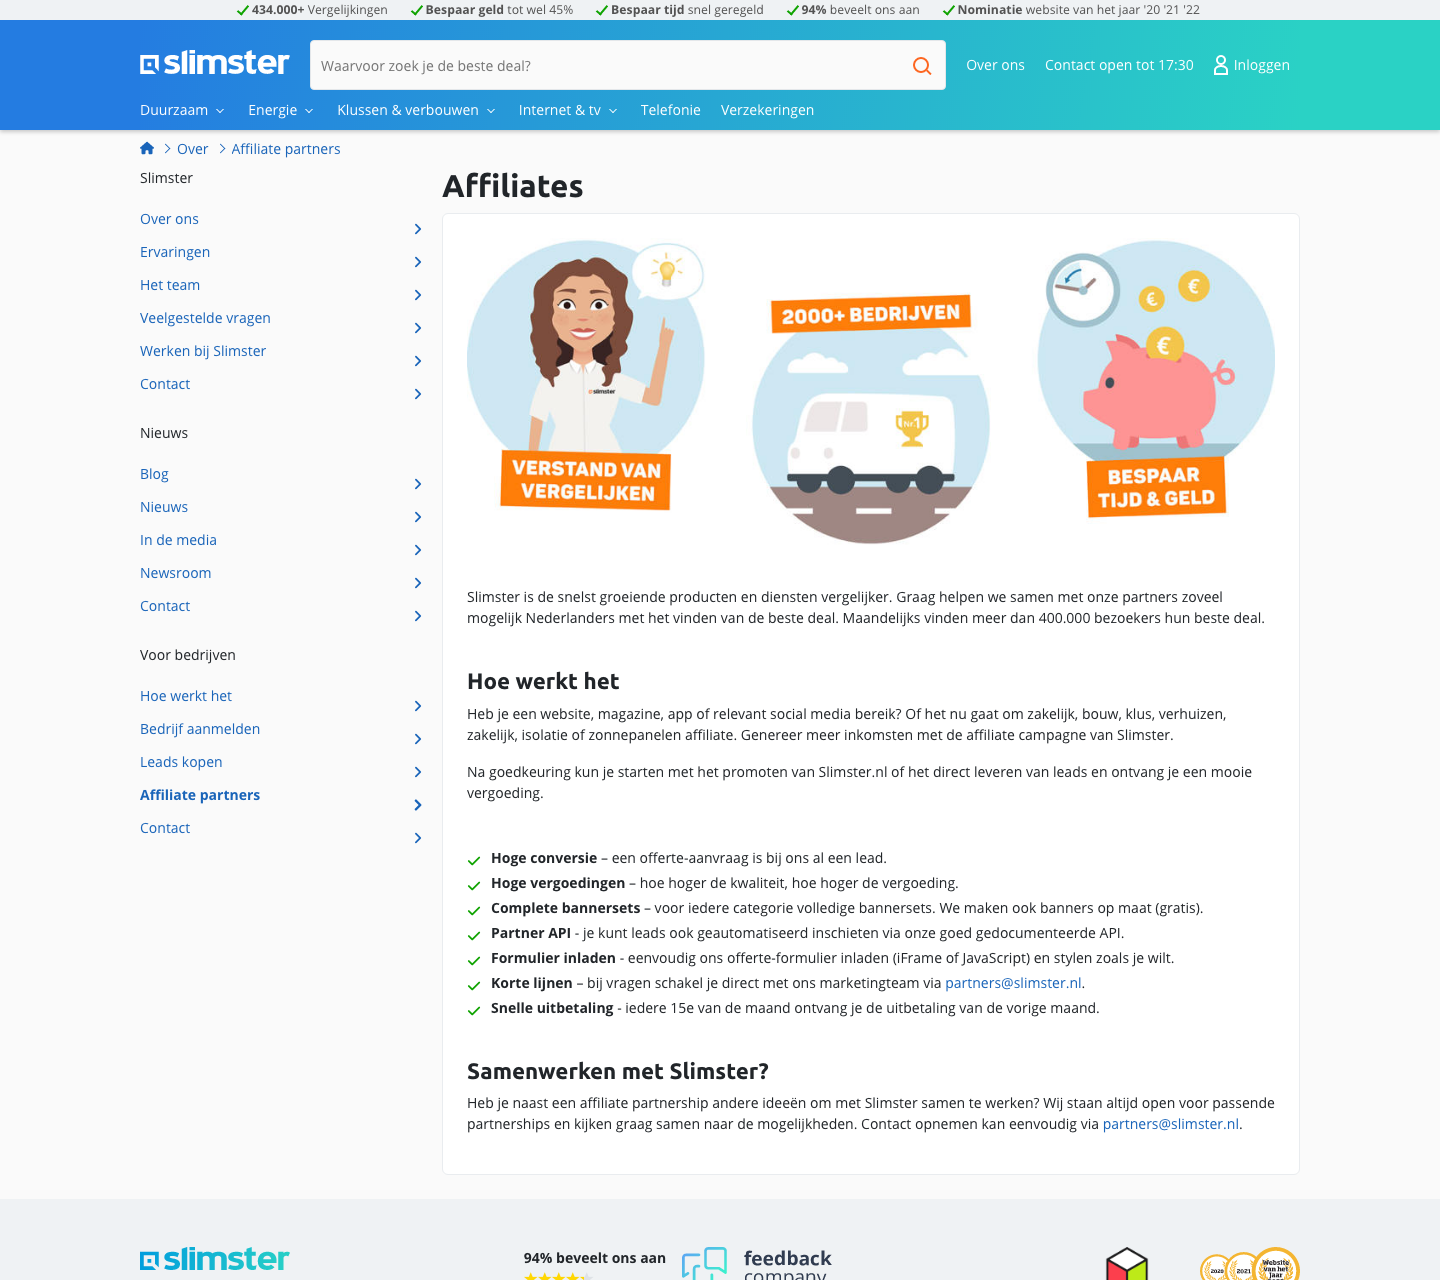 434.000+ Vergelijkingen Bespaar geld tot wel 45% Bespaar tijd snel geregeld 94% beveelt ons aan Nominatie website van het jaar '20 '21 '22
slimster
Waarvoor zoek je de beste deal?
Over ons Contact open tot 17:30 Inloggen
Duurzaam Energie Klussen & verbouwen Internet & tv Telefonie Verzekeringen
Over Affiliate partners
Slimster
Over ons
Ervaringen
Het team
Veelgestelde vragen
Werken bij Slimster
Contact
Nieuws
Blog
Nieuws
In de media
Newsroom
Contact
Voor bedrijven
Hoe werkt het
Bedrijf aanmelden
Leads kopen
Affiliate partners
Contact
Affiliates
slimster
VERSTAND VAN
VERGELIJKEN
2000+ BEDRIJVEN
Nr.1
€
€
€
BESPAAR
TIJD & GELD
Slimster is de snelst groeiende producten en diensten vergelijker. Graag helpen we samen met onze partners zoveel
mogelijk Nederlanders met het vinden van de beste deal. Maandelijks vinden meer dan 400.000 bezoekers hun beste deal.
Hoe werkt het
Heb je een website, magazine, app of relevant social media bereik? Of het nu gaat om zakelijk, bouw, klus, verhuizen,
zakelijk, isolatie of zonnepanelen affiliate. Genereer meer inkomsten met de affiliate campagne van Slimster.
Na goedkeuring kun je starten met het promoten van Slimster.nl of het direct leveren van leads en ontvang je een mooie
vergoeding.
Hoge conversie – een offerte-aanvraag is bij ons al een lead.
Hoge vergoedingen – hoe hoger de kwaliteit, hoe hoger de vergoeding.
Complete bannersets – voor iedere categorie volledige bannersets. We maken ook banners op maat (gratis).
Partner API - je kunt leads ook geautomatiseerd inschieten via onze goed gedocumenteerde API.
Formulier inladen - eenvoudig ons offerte-formulier inladen (iFrame of JavaScript) en stylen zoals je wilt.
Korte lijnen – bij vragen schakel je direct met ons marketingteam via partners@slimster.nl.
Snelle uitbetaling - iedere 15e van de maand ontvang je de uitbetaling van de vorige maand.
Samenwerken met Slimster?
Heb je naast een affiliate partnership andere ideeën om met Slimster samen te werken? Wij staan altijd open voor passende
partnerships en kijken graag samen naar de mogelijkheden. Contact opnemen kan eenvoudig via partners@slimster.nl.
slimster
94% beveelt ons aan
feedback
company
2020 2021 Website
van het
Jaar